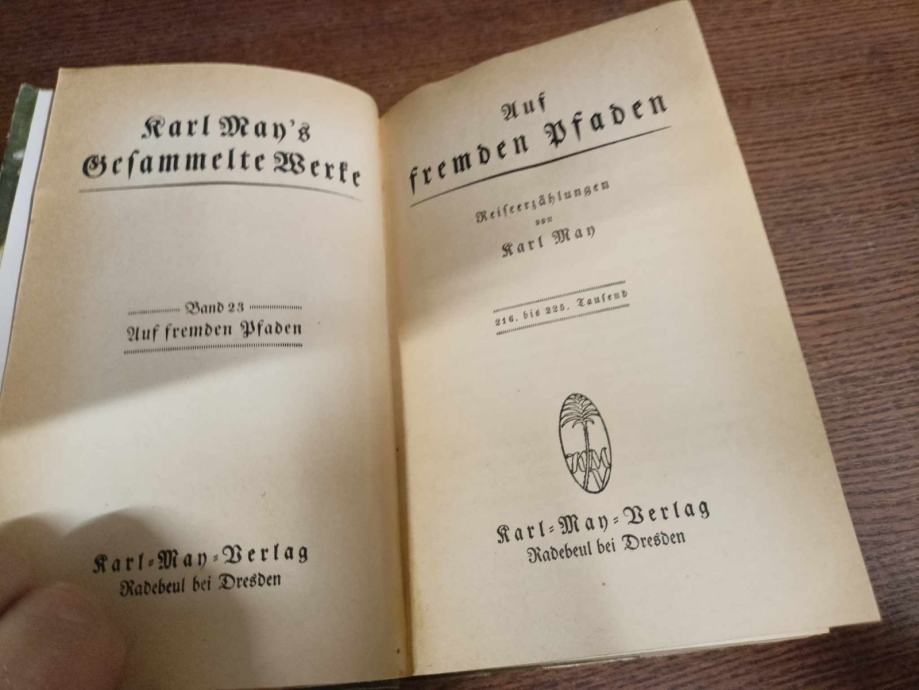 Karl May's
Gesammelte Werke
Band 23
Auf fremden Pfaden
Karl-May-Verlag
Radebeul bei Dresden
Auf
fremden Pfaden
Reiseerzählungen
von
Karl May
216. bis 225. Tausend
KMV
Karl-May-Verlag
Radebeul bei Dresden